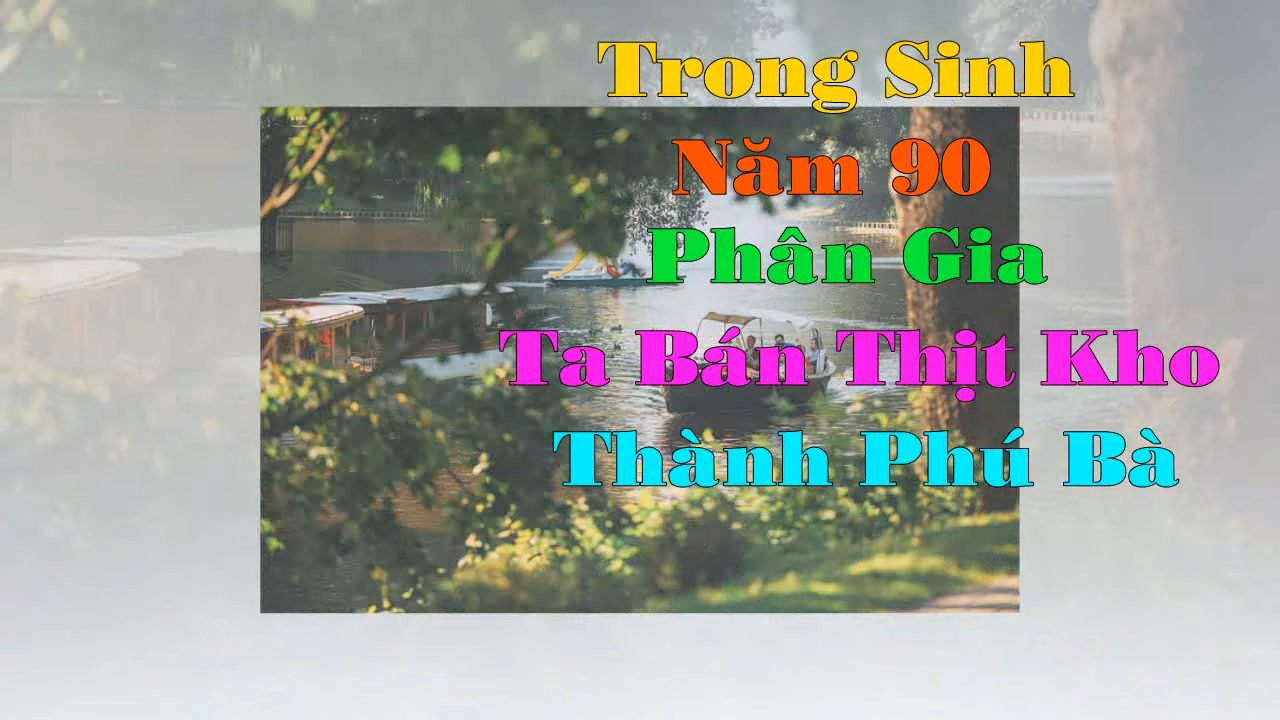 Trong Sinh
Năm 90
Phân Gia
Ta Bán Thịt Kho
Thành Phú Bà